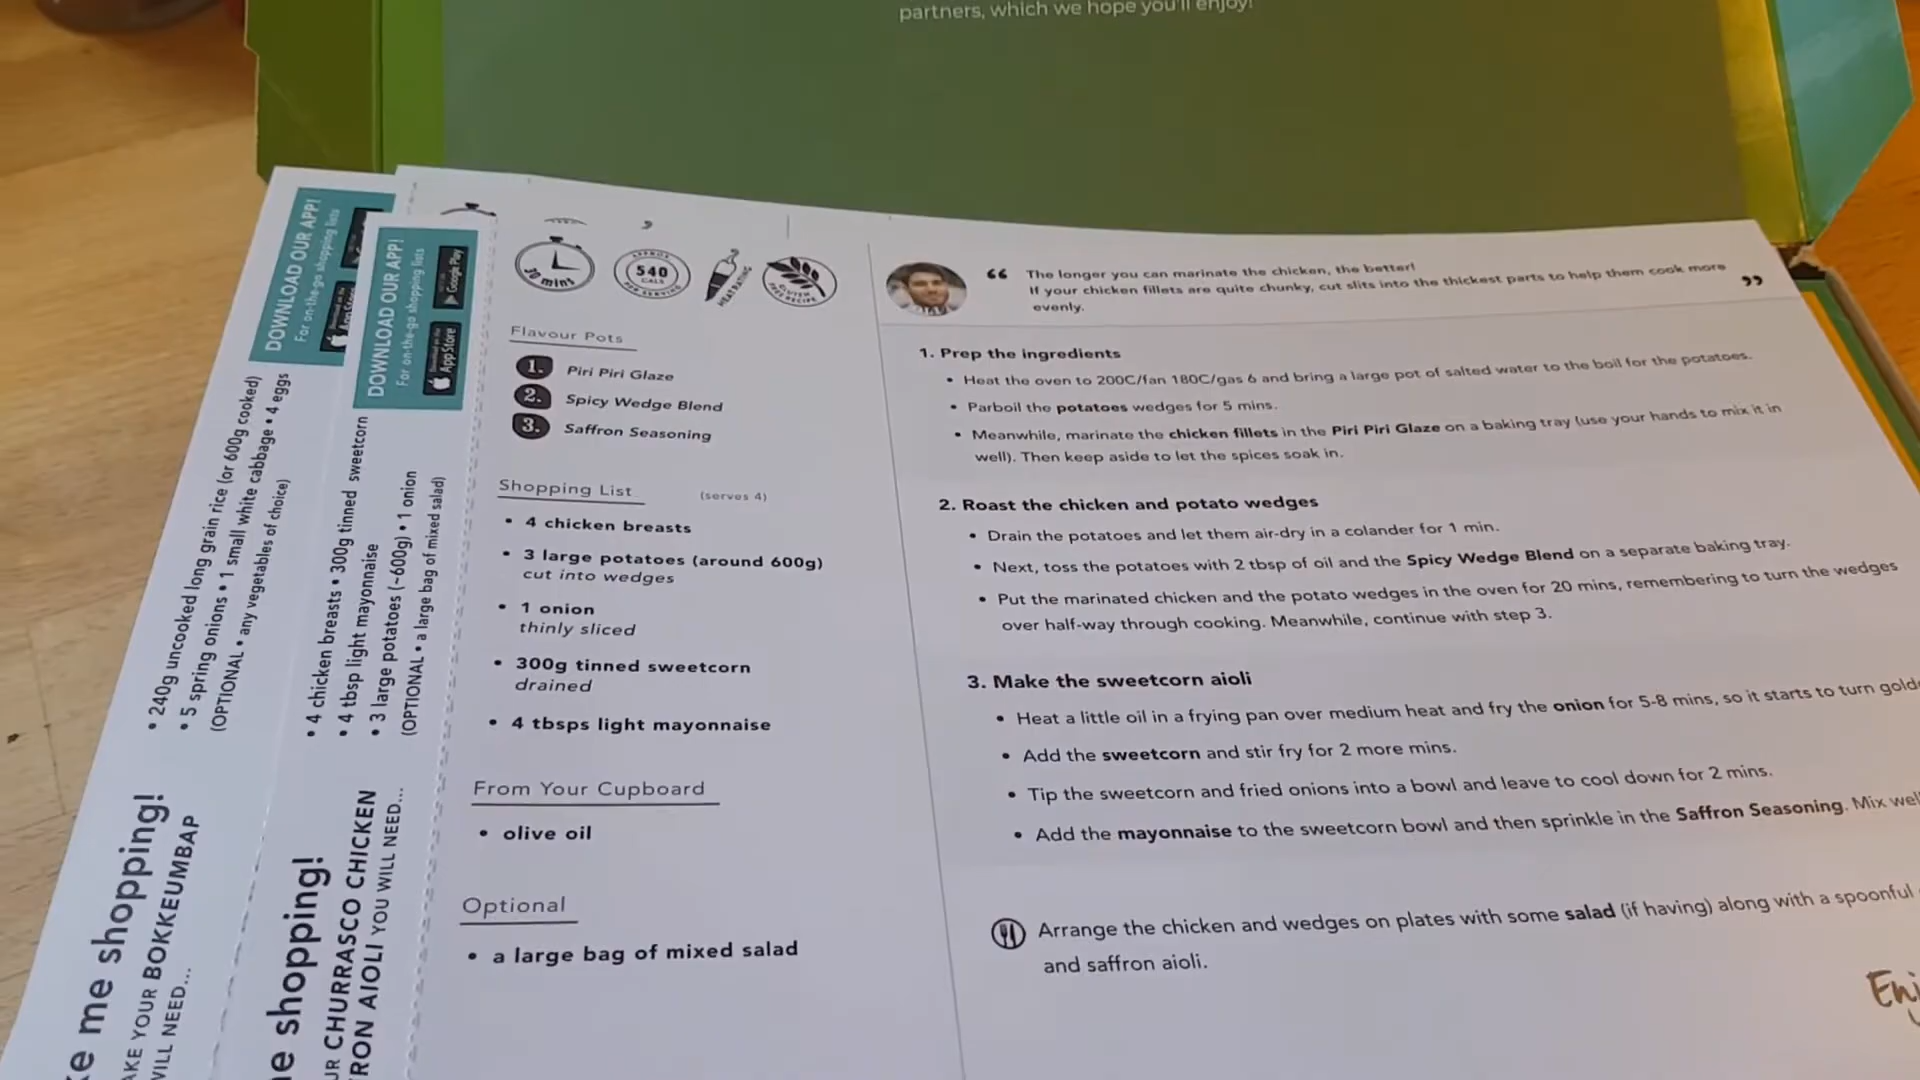 partners, which we hope you'll enjoy!
DOWNLOAD OUR APP!
For on-the-go shopping lists
App Store
• 240g uncooked long grain rice (or 600g cooked)
• 5 spring onions • 1 small white cabbage • 4 eggs
(OPTIONAL • any vegetables of choice)
me shopping!
YOUR BOKKEUMBAP
WILL NEED...
DOWNLOAD OUR APP!
For on-the-go shopping lists
Download on the
App Store
Google Play
• 4 chicken breasts • 300g tinned sweetcorn
• 4 tbsp light mayonnaise
• 3 large potatoes (~600g) • 1 onion
(OPTIONAL • a large bag of mixed salad)
shopping!
CHURRASCO CHICKEN
AIOLI YOU WILL NEED...
30 mins
APPROX
540
CALS
PER SERVING
HEAT RATING
GLUTEN
FREE RECIPE
Flavour Pots
1. Piri Piri Glaze
2. Spicy Wedge Blend
3. Saffron Seasoning
Shopping List (serves 4)
• 4 chicken breasts
• 3 large potatoes (around 600g)
cut into wedges
• 1 onion
thinly sliced
• 300g tinned sweetcorn
drained
• 4 tbsps light mayonnaise
From Your Cupboard
• olive oil
Optional
• a large bag of mixed salad
“ The longer you can marinate the chicken, the better!
If your chicken fillets are quite chunky, cut slits into the thickest parts to help them cook more
evenly. ”
1. Prep the ingredients
• Heat the oven to 200C/fan 180C/gas 6 and bring a large pot of salted water to the boil for the potatoes.
• Parboil the potatoes wedges for 5 mins.
• Meanwhile, marinate the chicken fillets in the Piri Piri Glaze on a baking tray (use your hands to mix it in
well). Then keep aside to let the spices soak in.
2. Roast the chicken and potato wedges
• Drain the potatoes and let them air-dry in a colander for 1 min.
• Next, toss the potatoes with 2 tbsp of oil and the Spicy Wedge Blend on a separate baking tray.
• Put the marinated chicken and the potato wedges in the oven for 20 mins, remembering to turn the wedges
over half-way through cooking. Meanwhile, continue with step 3.
3. Make the sweetcorn aioli
• Heat a little oil in a frying pan over medium heat and fry the onion for 5-8 mins, so it starts to turn
• Add the sweetcorn and stir fry for 2 more mins.
• Tip the sweetcorn and fried onions into a bowl and leave to cool down for 2 mins.
• Add the mayonnaise to the sweetcorn bowl and then sprinkle in the Saffron Seasoning. Mix well
Arrange the chicken and wedges on plates with some salad (if having) along with a spoonful
and saffron aioli.